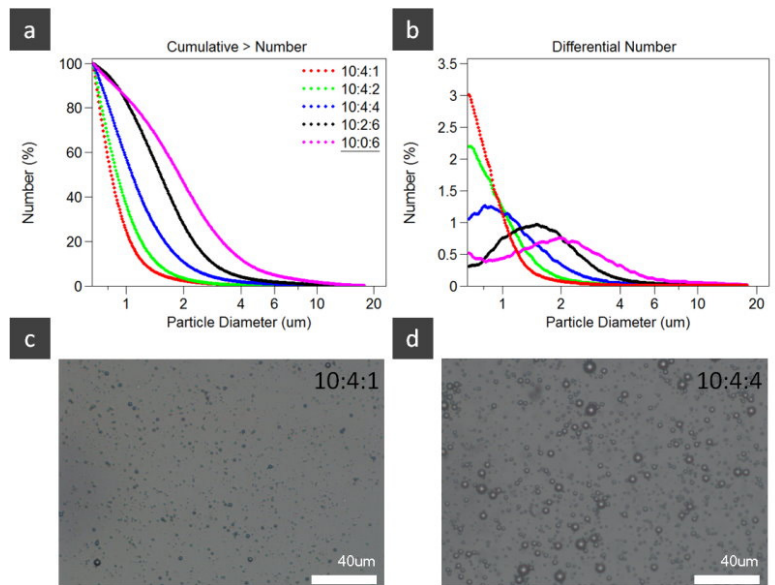 a
Cumulative > Number
Number (%)
100
80
60
40
20
0
10:4:1
10:4:2
10:4:4
10:2:6
10:0:6
1 2 4 6 10 20
Particle Diameter (um)
b
Differential Number
Number (%)
3.5
3
2.5
2
1.5
1
0.5
0
1 2 4 6 10 20
Particle Diameter (um)
c
10:4:1
40um
d
10:4:4
40um